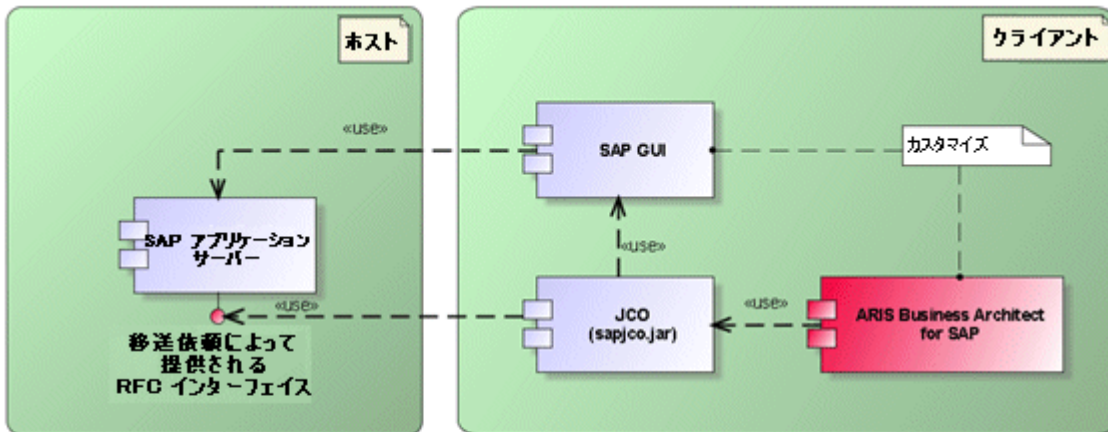 ホスト
クライアント
«use»
SAP GUI
カスタマイズ
SAP アプリケーション
サーバー
«use»
«use»
JCO
(sapjco.jar)
«use»
ARIS Business Architect
for SAP
移送依頼によって
提供される
RFC インターフェイス